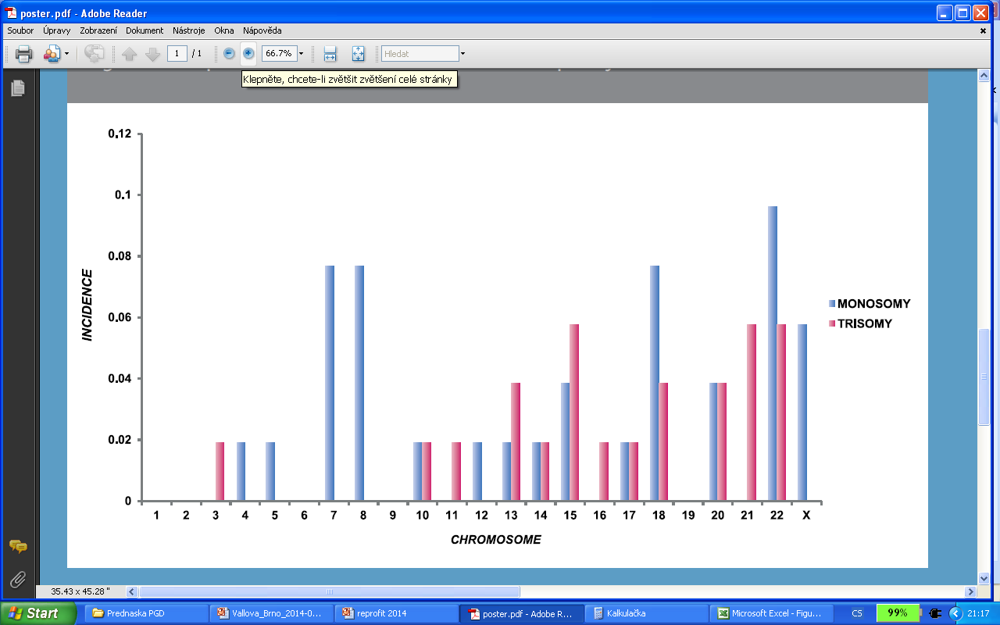 poster.pdf - Adobe Reader
Soubor Úpravy Zobrazení Dokument Nástroje Okna Nápověda
1 / 1 66.7% Hledat
Klepněte, chcete-li zvětšit zvětšení celé stránky
0.12
0.1
0.08
0.06
0.04
0.02
0
INCIDENCE
MONOSOMY
TRISOMY
1 2 3 4 5 6 7 8 9 10 11 12 13 14 15 16 17 18 19 20 21 22 X
CHROMOSOME
35.43 x 45.28 "
Start Prednaska PGD Vallova_Brno_2014-0... reprofit 2014 poster.pdf - Adobe R... Kalkulačka Microsoft Excel - Figu... CS 99% 21:17